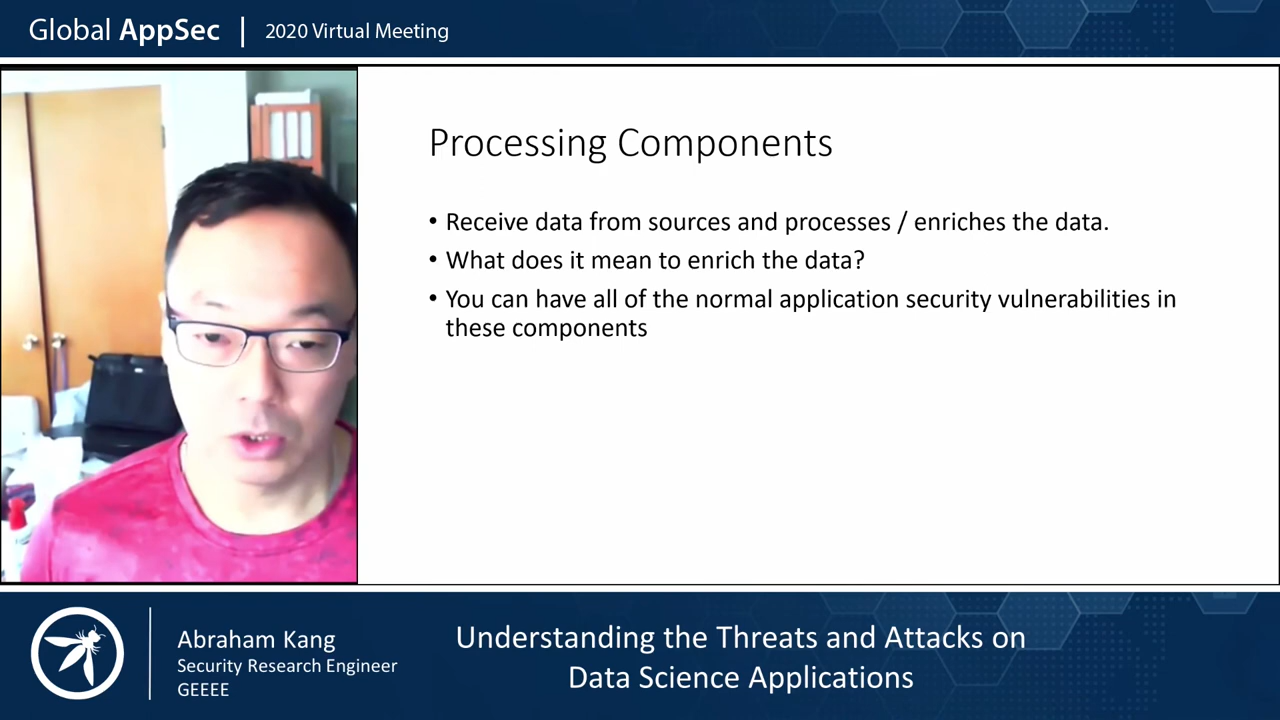 Global AppSec | 2020 Virtual Meeting
Processing Components
• Receive data from sources and processes / enriches the data.
• What does it mean to enrich the data?
• You can have all of the normal application security vulnerabilities in
these components
Abraham Kang
Security Research Engineer
GEEEE
Understanding the Threats and Attacks on
Data Science Applications